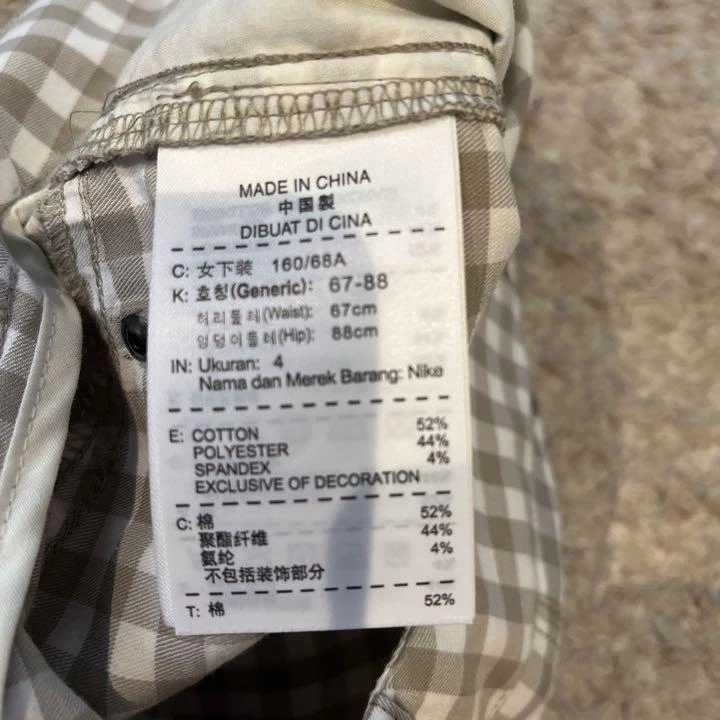 MADE IN CHINA
中国製
DIBUAT DI CINA
C: 女下装 160/68A
K: 호칭(Generic): 67-88
허리둘레(Waist): 67cm
엉덩이둘레(Hip): 88cm
IN: Ukuran: 4
Nama dan Merek Barang: Nike
E: COTTON 52%
POLYESTER 44%
SPANDEX 4%
EXCLUSIVE OF DECORATION
C: 棉 52%
聚酯纤维 44%
氨纶 4%
不包括装饰部分
T: 棉 52%